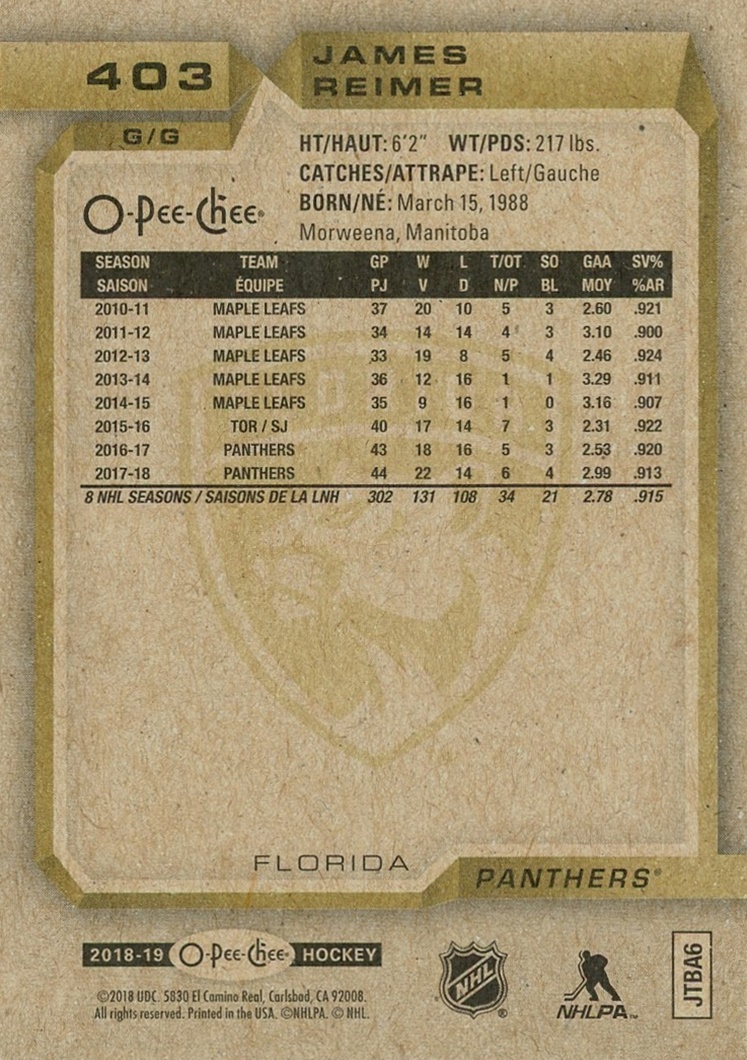 403
JAMES
REIMER
G/G
HT/HAUT: 6'2" WT/PDS: 217 lbs.
CATCHES/ATTRAPE: Left/Gauche
BORN/NÉ: March 15, 1988
Morweena, Manitoba
O-Pee-Chee®
SEASON TEAM GP W L T/OT SO GAA SV%
SAISON ÉQUIPE PJ V D N/P BL MOY %AR
2010-11 MAPLE LEAFS 37 20 10 5 3 2.60 .921
2011-12 MAPLE LEAFS 34 14 14 4 3 3.10 .900
2012-13 MAPLE LEAFS 33 19 8 5 4 2.46 .924
2013-14 MAPLE LEAFS 36 12 16 1 1 3.29 .911
2014-15 MAPLE LEAFS 35 9 16 1 0 3.16 .907
2015-16 TOR / SJ 40 17 14 7 3 2.31 .922
2016-17 PANTHERS 43 18 16 5 3 2.53 .920
2017-18 PANTHERS 44 22 14 6 4 2.99 .913
8 NHL SEASONS / SAISONS DE LA LNH 302 131 108 34 21 2.78 .915
FLORIDA
PANTHERS®
2018-19 O-Pee-Chee® HOCKEY
©2018 UDC. 5830 El Camino Real, Carlsbad, CA 92008.
All rights reserved. Printed in the USA. ©NHLPA. © NHL.
NHL®
NHLPA™
JTBA6